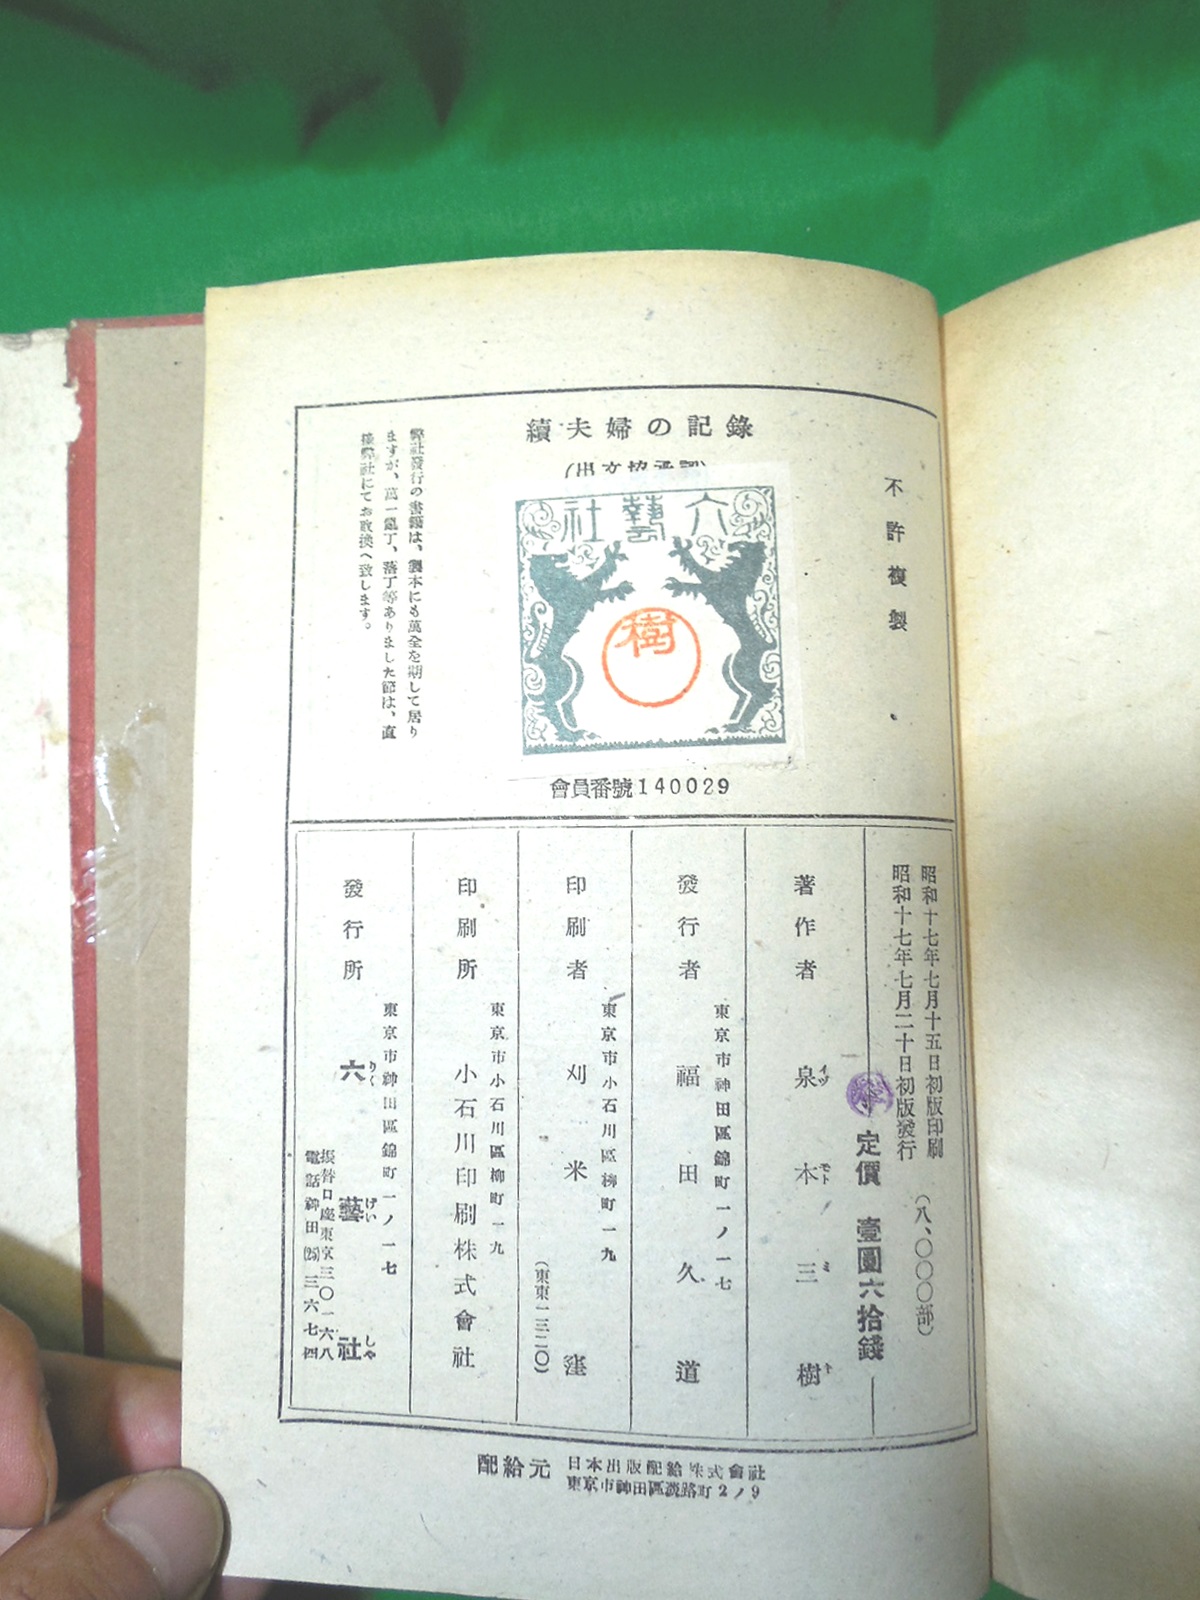 續夫婦の記錄
不許複製
六藝社
樹
弊社發行の書籍は、製本にも萬全を期して居り
ますが、萬一亂丁、落丁等ありました節は、直
接弊社にてお取換へ致します。
會員番號140029
昭和十七年七月十五日初版印刷
昭和十七年七月二十日初版發行
(八、〇〇〇部)
定價 壹圓六拾錢
著作者 泉本三樹
イヅ モト ミ キ
東京市神田區錦町一ノ一七
發行者 福田久道
東京市小石川區柳町一九
印刷者 刈米窪
(東東一三二〇)
東京市小石川區柳町一九
印刷所 小石川印刷株式會社
東京市神田區錦町一ノ一七
發行所 六藝社
りく げい しや
振替口座東京三〇一六八
電話神田(25)三六七四
配給元 日本出版配給株式會社
東京市神田區淡路町2ノ9